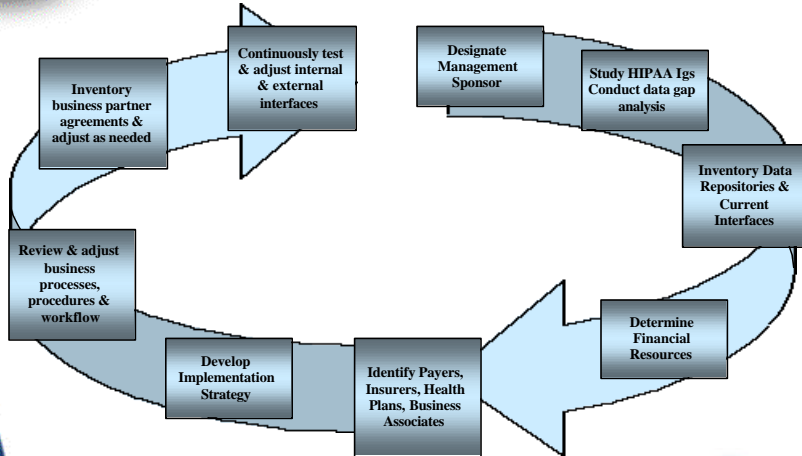 Designate
Management
Sponsor
Study HIPAA Igs
Conduct data gap
analysis
Inventory Data
Repositories &
Current
Interfaces
Determine
Financial
Resources
Identify Payers,
Insurers, Health
Plans, Business
Associates
Develop
Implementation
Strategy
Review & adjust
business
processes,
procedures &
workflow
Inventory
business partner
agreements &
adjust as needed
Continuously test
& adjust internal
& external
interfaces